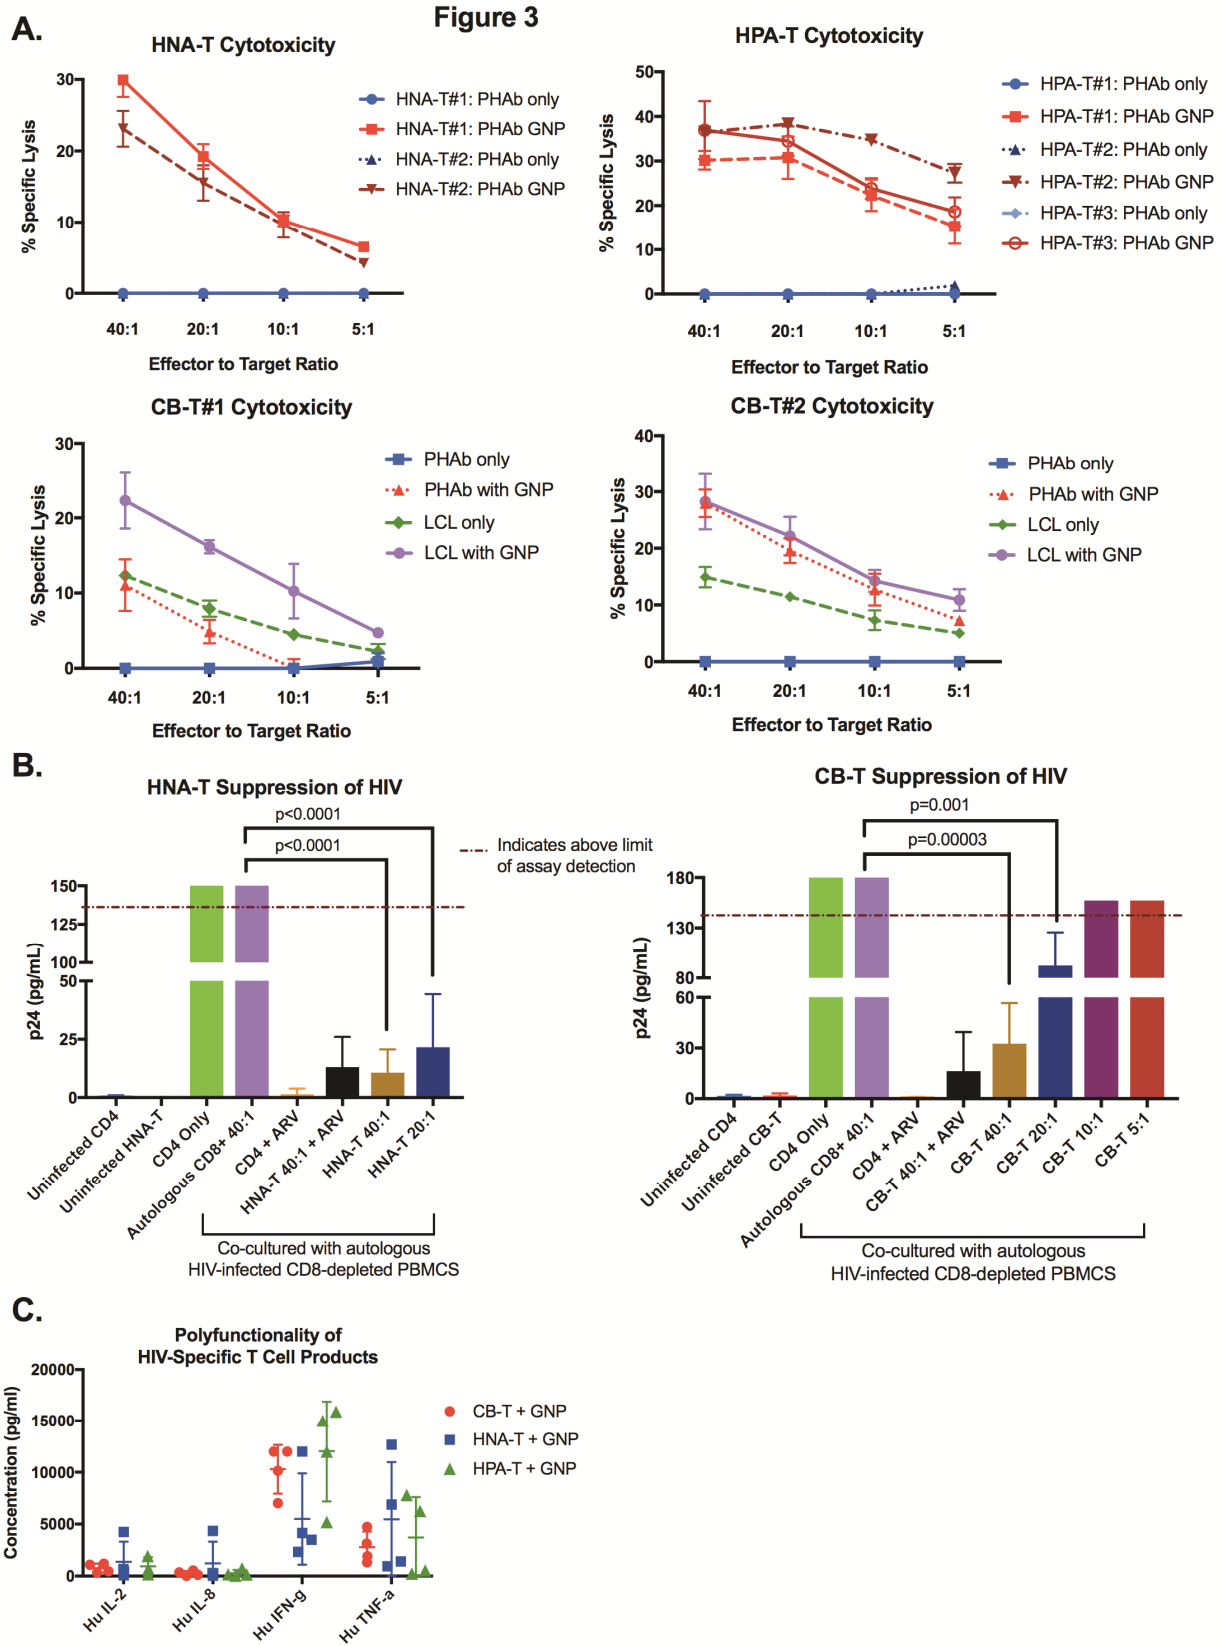 Figure 3
A.
HNA-T Cytotoxicity
% Specific Lysis
30
20
10
0
40:1 20:1 10:1 5:1
Effector to Target Ratio
HNA-T#1: PHAb only
HNA-T#1: PHAb GNP
HNA-T#2: PHAb only
HNA-T#2: PHAb GNP
HPA-T Cytotoxicity
% Specific Lysis
50
40
30
20
10
0
40:1 20:1 10:1 5:1
Effector to Target Ratio
HPA-T#1: PHAb only
HPA-T#1: PHAb GNP
HPA-T#2: PHAb only
HPA-T#2: PHAb GNP
HPA-T#3: PHAb only
HPA-T#3: PHAb GNP
CB-T#1 Cytotoxicity
% Specific Lysis
30
20
10
0
40:1 20:1 10:1 5:1
Effector to Target Ratio
PHAb only
PHAb with GNP
LCL only
LCL with GNP
CB-T#2 Cytotoxicity
% Specific Lysis
40
30
20
10
0
40:1 20:1 10:1 5:1
Effector to Target Ratio
PHAb only
PHAb with GNP
LCL only
LCL with GNP
B.
HNA-T Suppression of HIV
p<0.0001
p<0.0001
Indicates above limit
of assay detection
p24 (pg/mL)
150
125
100
50
25
0
Uninfected CD4
Uninfected HNA-T
CD4 Only
Autologous CD8+ 40:1
CD4 + ARV
HNA-T 40:1 + ARV
HNA-T 40:1
HNA-T 20:1
Co-cultured with autologous
HIV-infected CD8-depleted PBMCS
CB-T Suppression of HIV
p=0.001
p=0.00003
p24 (pg/mL)
180
130
80
60
30
0
Uninfected CD4
Uninfected CB-T
CD4 Only
Autologous CD8+ 40:1
CD4 + ARV
CB-T 40:1 + ARV
CB-T 40:1
CB-T 20:1
CB-T 10:1
CB-T 5:1
Co-cultured with autologous
HIV-infected CD8-depleted PBMCS
C.
Polyfunctionality of
HIV-Specific T Cell Products
Concentration (pg/ml)
20000
15000
10000
5000
0
Hu IL-2
Hu IL-8
Hu IFN-g
Hu TNF-a
CB-T + GNP
HNA-T + GNP
HPA-T + GNP